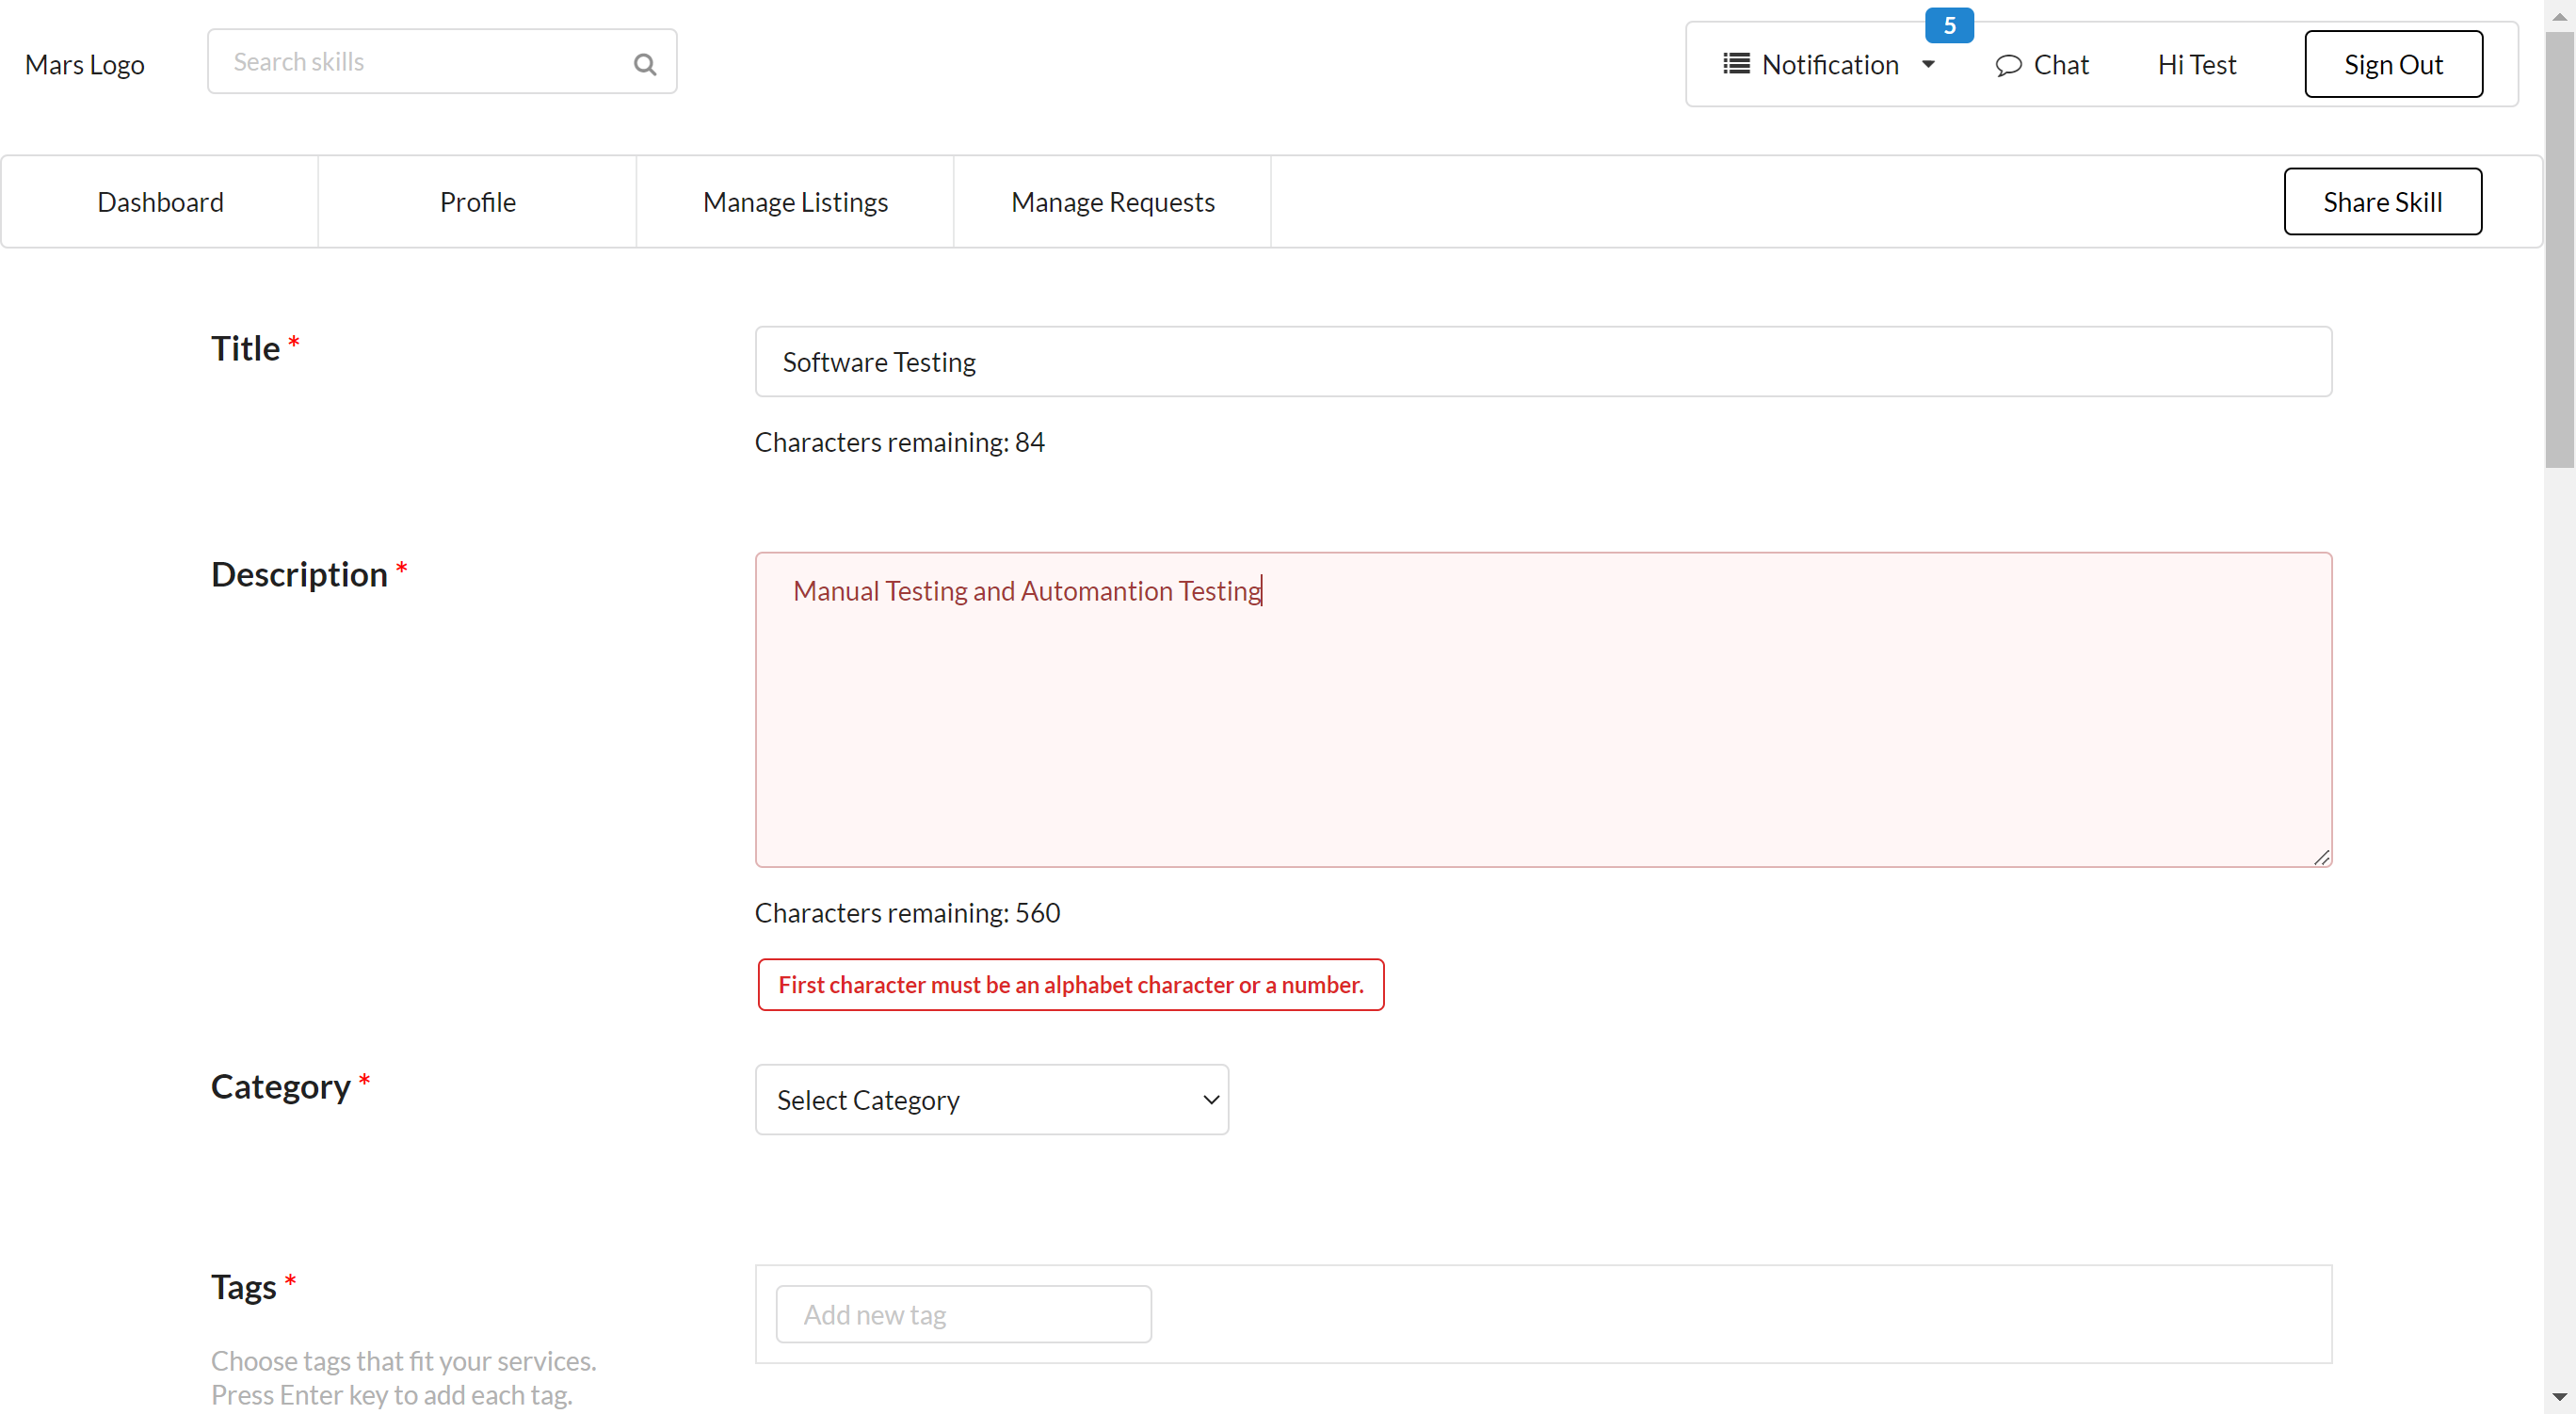 Mars Logo
Search skills
Notification
5
Chat
Hi Test
Sign Out
Dashboard
Profile
Manage Listings
Manage Requests
Share Skill
Title *
Software Testing
Characters remaining: 84
Description *
Manual Testing and Automantion Testing
Characters remaining: 560
First character must be an alphabet character or a number.
Category *
Select Category
Tags *
Add new tag
Choose tags that fit your services.
Press Enter key to add each tag.